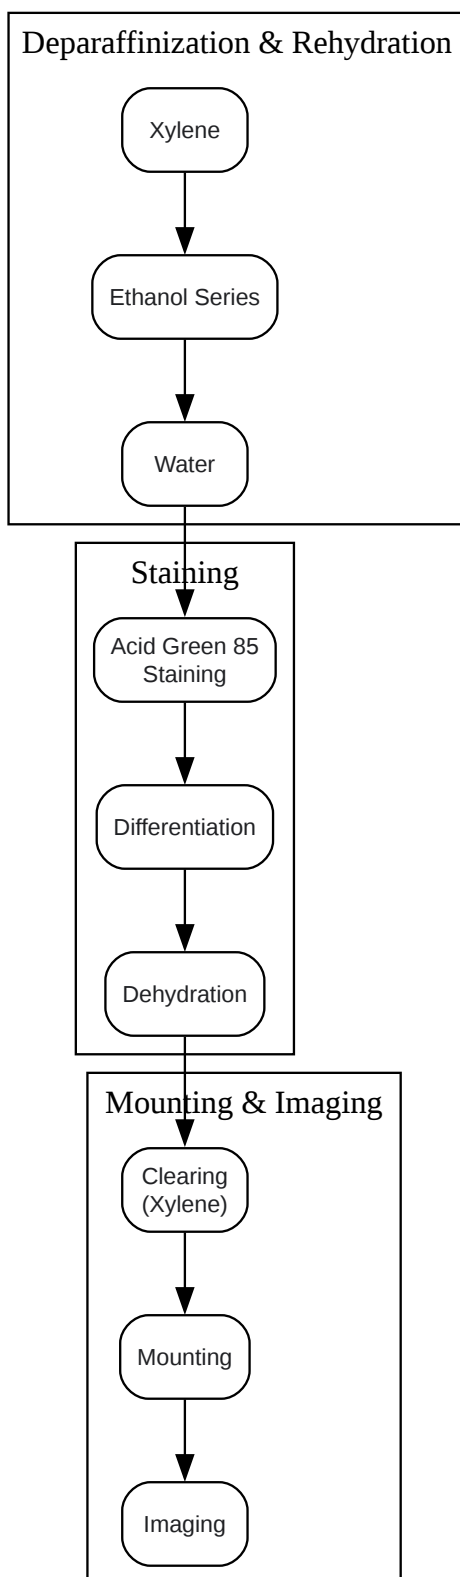 Deparaffinization & Rehydration
Xylene
Ethanol Series
Water
Staining
Acid Green 85
Staining
Differentiation
Dehydration
Mounting & Imaging
Clearing
(Xylene)
Mounting
Imaging